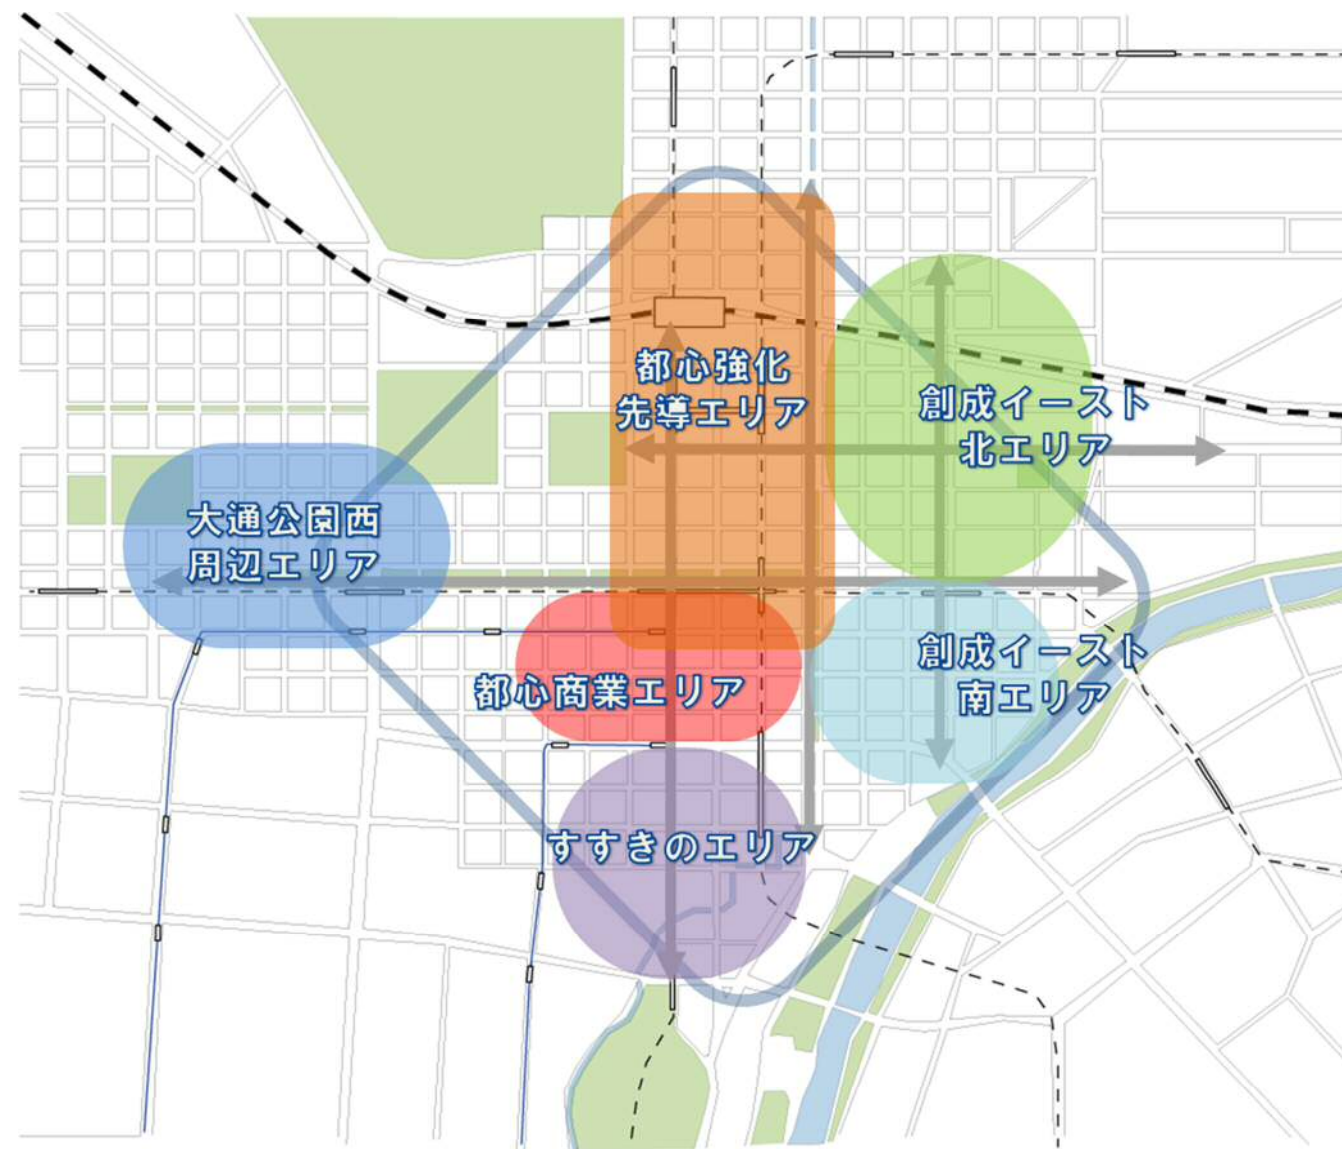 都心強化
先導エリア
創成イースト
北エリア
大通公園西
周辺エリア
都心商業エリア
創成イースト
南エリア
すすきのエリア